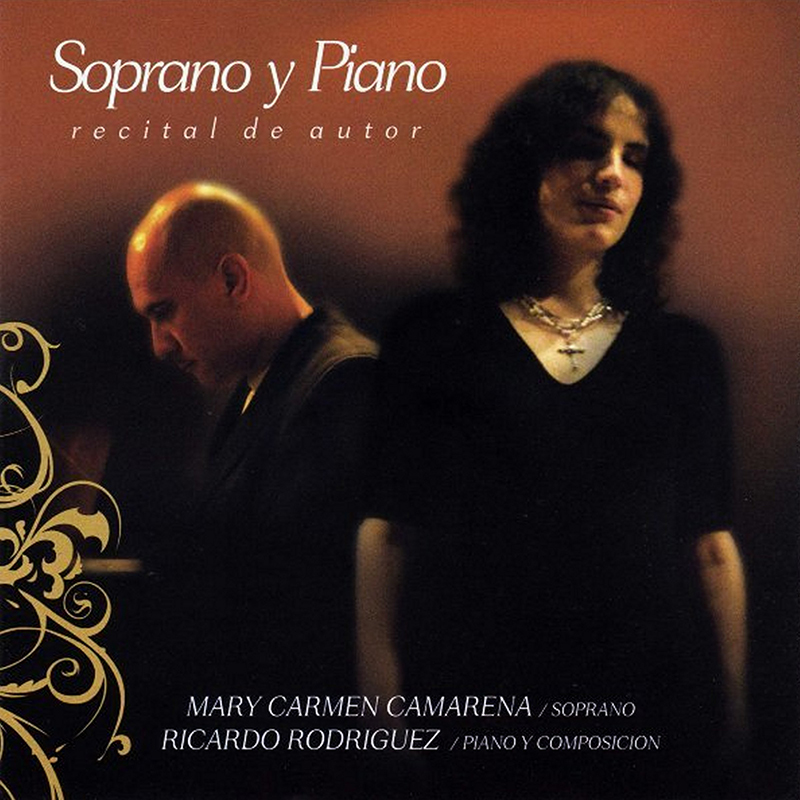 Soprano y Piano
recital de autor
MARY CARMEN CAMARENA / SOPRANO
RICARDO RODRIGUEZ / PIANO Y COMPOSICION